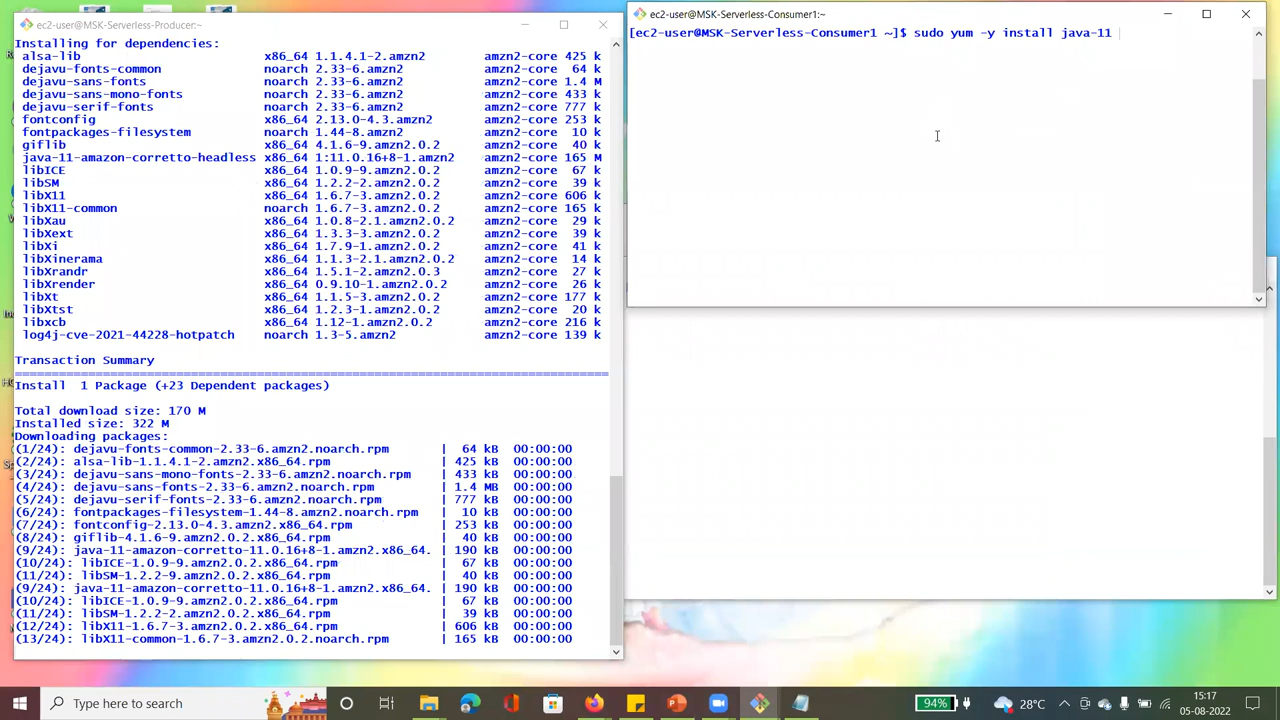 ec2-user@MSK-Serverless-Producer:~
Installing for dependencies:
alsa-lib x86_64 1.1.4.1-2.amzn2 amzn2-core 425 k
dejavu-fonts-common noarch 2.33-6.amzn2 amzn2-core 64 k
dejavu-sans-fonts noarch 2.33-6.amzn2 amzn2-core 1.4 M
dejavu-sans-mono-fonts noarch 2.33-6.amzn2 amzn2-core 433 k
dejavu-serif-fonts noarch 2.33-6.amzn2 amzn2-core 777 k
fontconfig x86_64 2.13.0-4.3.amzn2 amzn2-core 253 k
fontpackages-filesystem noarch 1.44-8.amzn2 amzn2-core 10 k
giflib x86_64 4.1.6-9.amzn2.0.2 amzn2-core 40 k
java-11-amazon-corretto-headless x86_64 1:11.0.16+8-1.amzn2 amzn2-core 165 M
libICE x86_64 1.0.9-9.amzn2.0.2 amzn2-core 67 k
libSM x86_64 1.2.2-2.amzn2.0.2 amzn2-core 39 k
libX11 x86_64 1.6.7-3.amzn2.0.2 amzn2-core 606 k
libX11-common noarch 1.6.7-3.amzn2.0.2 amzn2-core 165 k
libXau x86_64 1.0.8-2.1.amzn2.0.2 amzn2-core 29 k
libXext x86_64 1.3.3-3.amzn2.0.2 amzn2-core 39 k
libXi x86_64 1.7.9-1.amzn2.0.2 amzn2-core 41 k
libXinerama x86_64 1.1.3-2.1.amzn2.0.2 amzn2-core 14 k
libXrandr x86_64 1.5.1-2.amzn2.0.3 amzn2-core 27 k
libXrender x86_64 0.9.10-1.amzn2.0.2 amzn2-core 26 k
libXt x86_64 1.1.5-3.amzn2.0.2 amzn2-core 177 k
libXtst x86_64 1.2.3-1.amzn2.0.2 amzn2-core 20 k
libxcb x86_64 1.12-1.amzn2.0.2 amzn2-core 216 k
log4j-cve-2021-44228-hotpatch noarch 1.3-5.amzn2 amzn2-core 139 k
Transaction Summary
================================================================================
Install 1 Package (+23 Dependent packages)
Total download size: 170 M
Installed size: 322 M
Downloading packages:
(1/24): dejavu-fonts-common-2.33-6.amzn2.noarch.rpm | 64 kB 00:00:00
(2/24): alsa-lib-1.1.4.1-2.amzn2.x86_64.rpm | 425 kB 00:00:00
(3/24): dejavu-sans-mono-fonts-2.33-6.amzn2.noarch.rpm | 433 kB 00:00:00
(4/24): dejavu-sans-fonts-2.33-6.amzn2.noarch.rpm | 1.4 MB 00:00:00
(5/24): dejavu-serif-fonts-2.33-6.amzn2.noarch.rpm | 777 kB 00:00:00
(6/24): fontpackages-filesystem-1.44-8.amzn2.noarch.rpm | 10 kB 00:00:00
(7/24): fontconfig-2.13.0-4.3.amzn2.x86_64.rpm | 253 kB 00:00:00
(8/24): giflib-4.1.6-9.amzn2.0.2.x86_64.rpm | 40 kB 00:00:00
(9/24): java-11-amazon-corretto-11.0.16+8-1.amzn2.x86_64. | 190 kB 00:00:00
(10/24): libICE-1.0.9-9.amzn2.0.2.x86_64.rpm | 67 kB 00:00:00
(11/24): libSM-1.2.2-9.amzn2.0.2.x86_64.rpm | 40 kB 00:00:00
(9/24): java-11-amazon-corretto-11.0.16+8-1.amzn2.x86_64. | 190 kB 00:00:00
(10/24): libICE-1.0.9-9.amzn2.0.2.x86_64.rpm | 67 kB 00:00:00
(11/24): libSM-1.2.2-2.amzn2.0.2.x86_64.rpm | 39 kB 00:00:00
(12/24): libX11-1.6.7-3.amzn2.0.2.x86_64.rpm | 606 kB 00:00:00
(13/24): libX11-common-1.6.7-3.amzn2.0.2.noarch.rpm | 165 kB 00:00:00
ec2-user@MSK-Serverless-Consumer1:~
[ec2-user@MSK-Serverless-Consumer1 ~]$ sudo yum -y install java-11
Type here to search
94%
28°C
15:17
05-08-2022